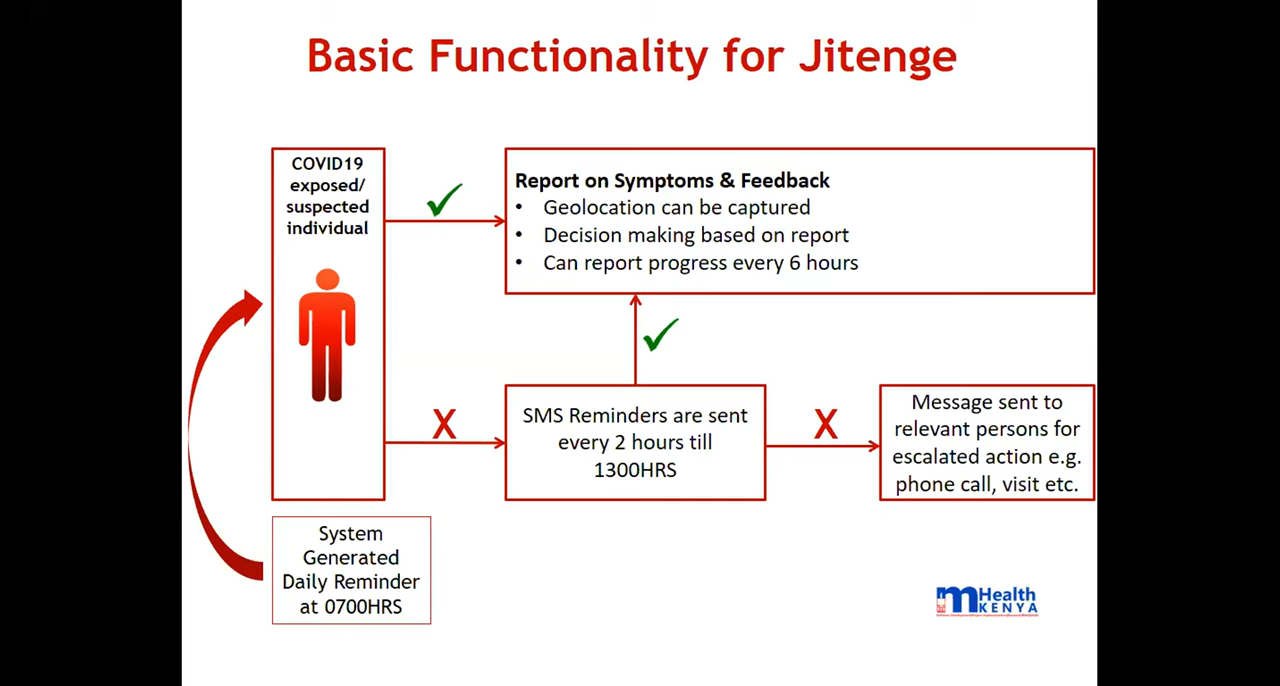 Basic Functionality for Jitenge
COVID19
exposed/
suspected
individual
Report on Symptoms & Feedback
• Geolocation can be captured
• Decision making based on report
• Can report progress every 6 hours
X
SMS Reminders are sent
every 2 hours till
1300HRS
X
Message sent to
relevant persons for
escalated action e.g.
phone call, visit etc.
System
Generated
Daily Reminder
at 0700HRS
mHealth
KENYA